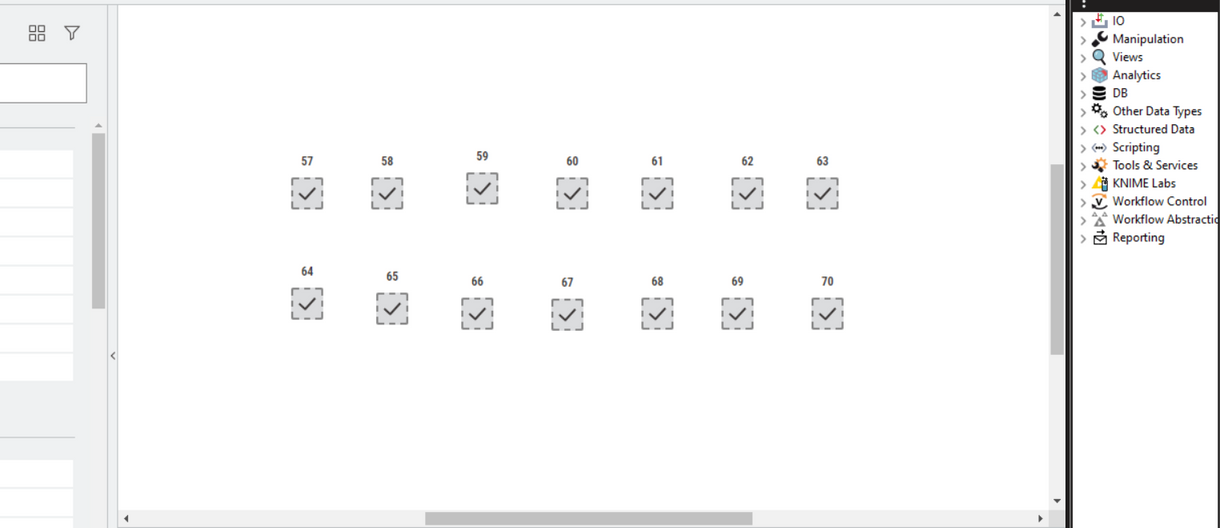 IO
Manipulation
Views
Analytics
DB
Other Data Types
Structured Data
Scripting
Tools & Services
KNIME Labs
Workflow Control
Workflow Abstractio
Reporting
57 58 59 60 61 62 63
64 65 66 67 68 69 70